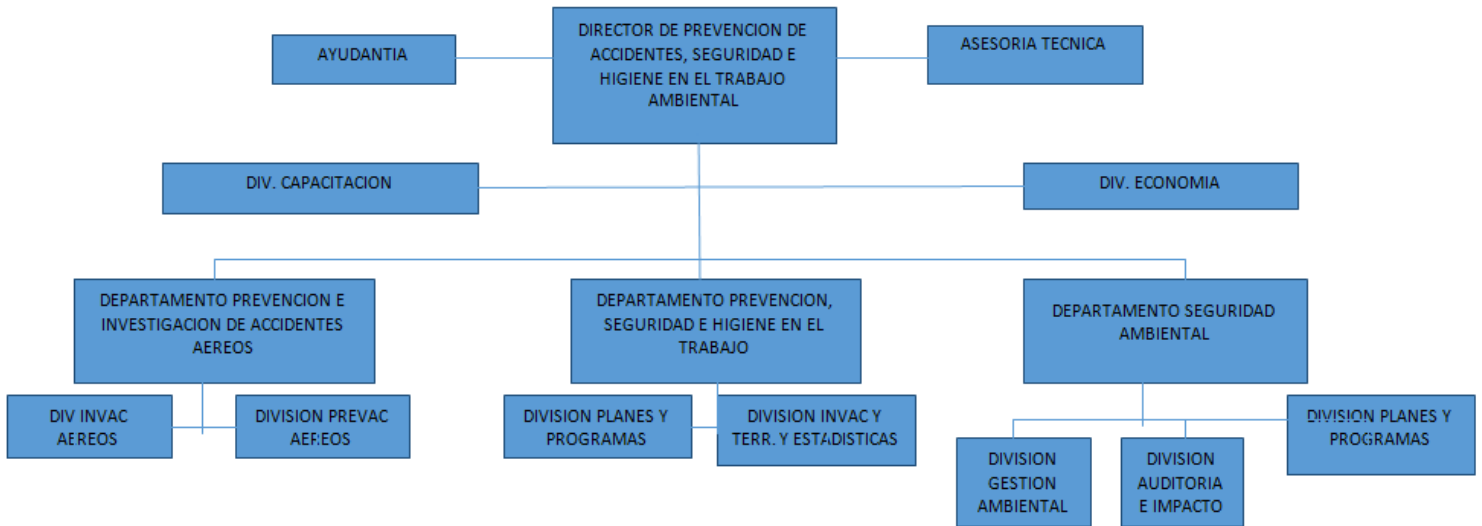 AYUDANTIA
DIRECTOR DE PREVENCION DE
ACCIDENTES, SEGURIDAD E
HIGIENE EN EL TRABAJO
AMBIENTAL
ASESORIA TECNICA
DIV. CAPACITACION
DIV. ECONOMIA
DEPARTAMENTO PREVENCION E
INVESTIGACION DE ACCIDENTES
AEREOS
DEPARTAMENTO PREVENCION,
SEGURIDAD E HIGIENE EN EL
TRABAJO
DEPARTAMENTO SEGURIDAD
AMBIENTAL
DIV INVAC
AEREOS
DIVISION PREVAC
AEREOS
DIVISION PLANES Y
PROGRAMAS
DIVISION INVAC Y
TERR. Y ESTADISTICAS
DIVISION
GESTION
AMBIENTAL
DIVISION
AUDITORIA
E IMPACTO
DIVISION PLANES Y
PROGRAMAS